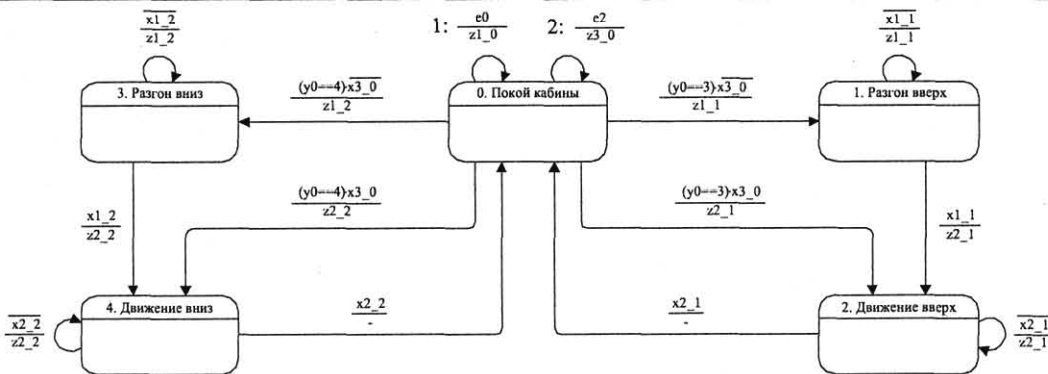 x1_2
z1_2
1: e0
z1_0
2: e2
z3_0
x1_1
z1_1
3. Разгон вниз
(y0==4)·x3_0
z1_2
0. Покой кабины
(y0==3)·x3_0
z1_1
1. Разгон вверх
x1_2
z2_2
(y0==4)·x3_0
z2_2
(y0==3)·x3_0
z2_1
x1_1
z2_1
4. Движение вниз
x2_2
z2_2
x2_2
-
x2_1
-
2. Движение вверх
x2_1
z2_1